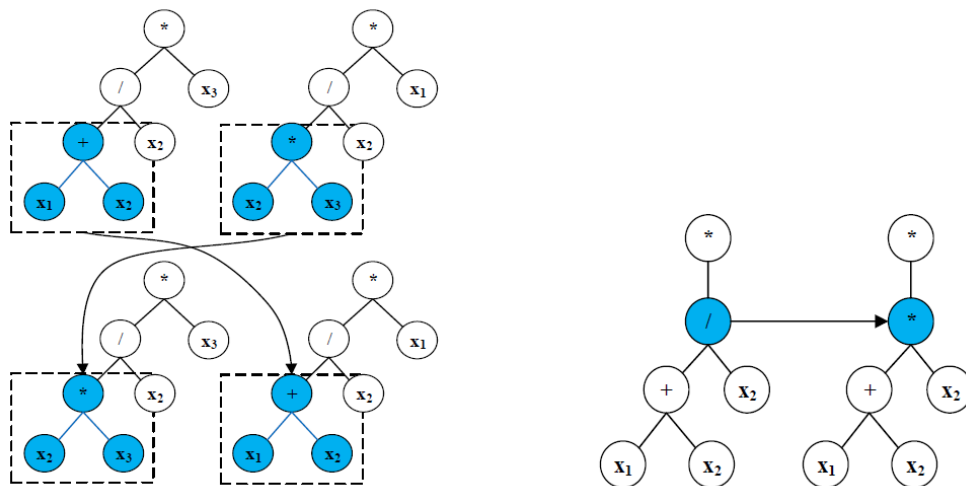 * *
/ x₃ / x₁
+ x₂ * x₂
x₁ x₂ x₂ x₃
* *
/ x₃ / x₁
* x₂ + x₂
x₂ x₃ x₁ x₂
* *
/ *
+ x₂ + x₂
x₁ x₂ x₁ x₂